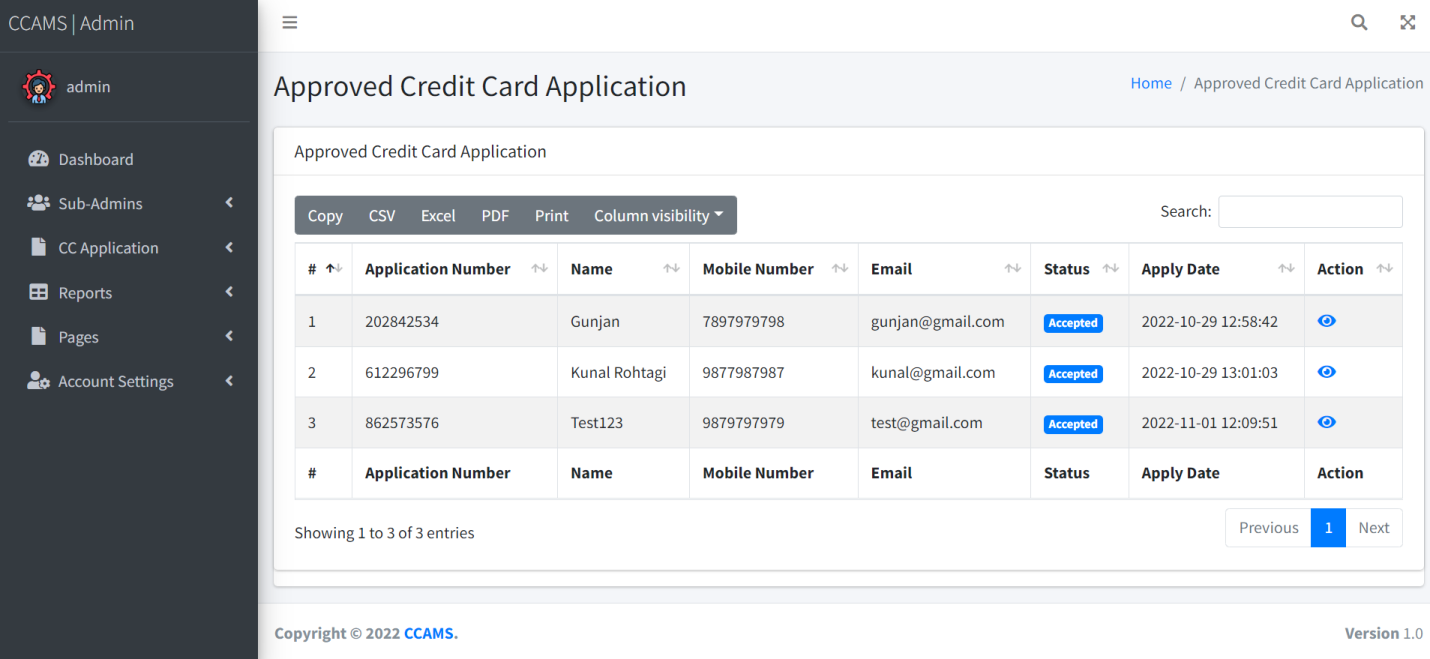 CCAMS | Admin
admin
Dashboard
Sub-Admins
CC Application
Reports
Pages
Account Settings
Approved Credit Card Application
Home / Approved Credit Card Application
Approved Credit Card Application
Copy CSV Excel PDF Print Column visibility
Search:
# Application Number Name Mobile Number Email Status Apply Date Action
1 202842534 Gunjan 7897979798 gunjan@gmail.com Accepted 2022-10-29 12:58:42
2 612296799 Kunal Rohtagi 9877987987 kunal@gmail.com Accepted 2022-10-29 13:01:03
3 862573576 Test123 9879797979 test@gmail.com Accepted 2022-11-01 12:09:51
# Application Number Name Mobile Number Email Status Apply Date Action
Showing 1 to 3 of 3 entries
Previous 1 Next
Copyright © 2022 CCAMS.
Version 1.0